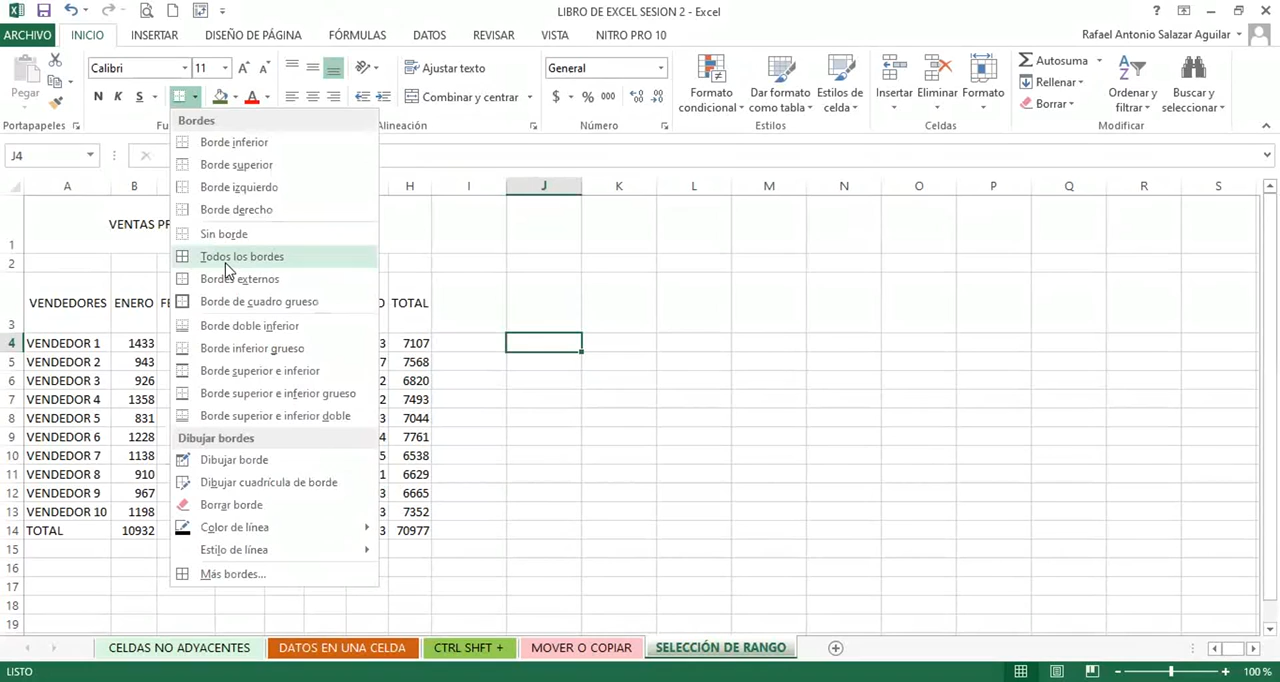 LIBRO DE EXCEL SESION 2 - Excel
ARCHIVO INICIO INSERTAR DISEÑO DE PÁGINA FÓRMULAS DATOS REVISAR VISTA NITRO PRO 10 Rafael Antonio Salazar Aguilar
Pegar
Calibri 11
N K S
Ajustar texto
Combinar y centrar
General
$ % 000
Formato condicional
Dar formato como tabla
Estilos de celda
Insertar Eliminar Formato
Autosuma
Rellenar
Borrar
Ordenar y filtrar
Buscar y seleccionar
Portapapeles Fu Alineación Número Estilos Celdas Modificar
J4
Bordes
Borde inferior
Borde superior
Borde izquierdo
Borde derecho
Sin borde
Todos los bordes
Bordes externos
Borde de cuadro grueso
Borde doble inferior
Borde inferior grueso
Borde superior e inferior
Borde superior e inferior grueso
Borde superior e inferior doble
Dibujar bordes
Dibujar borde
Dibujar cuadrícula de borde
Borrar borde
Color de línea
Estilo de línea
Más bordes...
A B H I J K L M N O P Q R S
1 VENTAS PR
2
3 VENDEDORES ENERO FE O TOTAL
4 VENDEDOR 1 1433 3 7107
5 VENDEDOR 2 943 7 7568
6 VENDEDOR 3 926 2 6820
7 VENDEDOR 4 1358 2 7493
8 VENDEDOR 5 831 8 7044
9 VENDEDOR 6 1228 4 7761
10 VENDEDOR 7 1138 5 6538
11 VENDEDOR 8 910 1 6629
12 VENDEDOR 9 967 3 6665
13 VENDEDOR 10 1198 3 7352
14 TOTAL 10932 3 70977
15
16
17
18
19
CELDAS NO ADYACENTES DATOS EN UNA CELDA CTRL SHFT + MOVER O COPIAR SELECCIÓN DE RANGO
LISTO 100 %